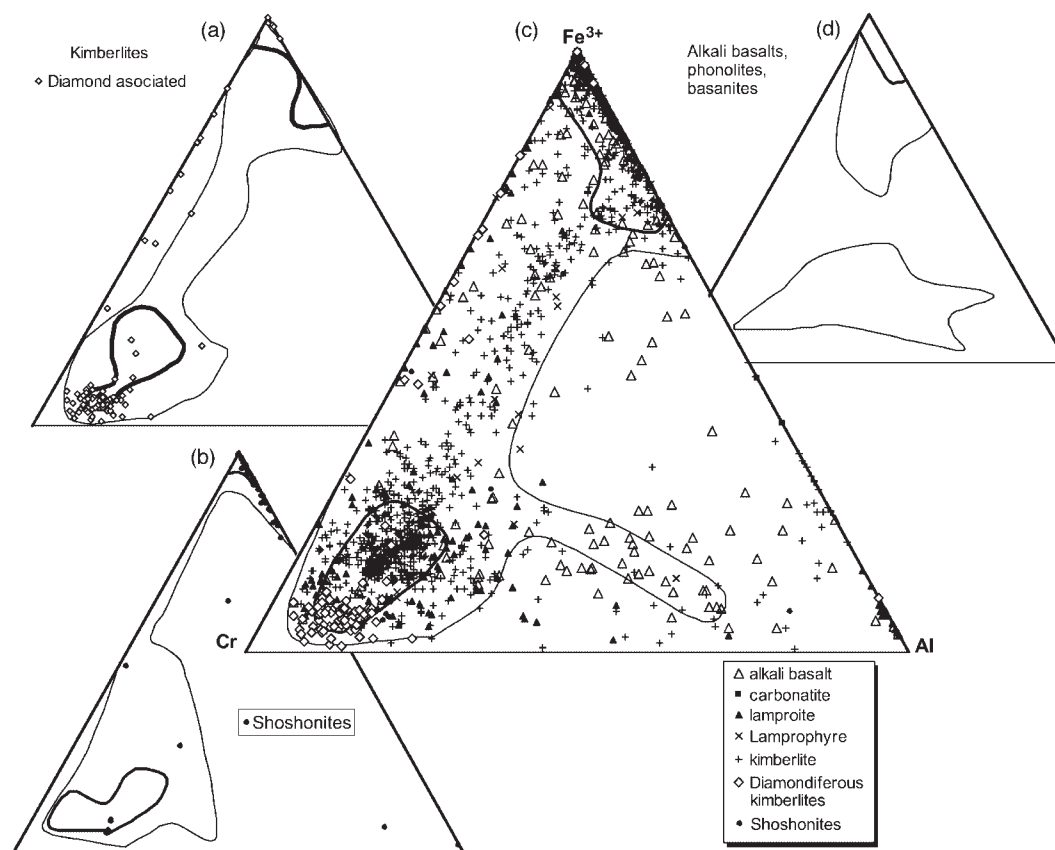 (a)
Kimberlites
Diamond asociated
(c)
Fe3+
(d)
Alkali basalts,
phonolites,
basanites
(b)
Cr
Al
Shoshonites
alkali basalt
carbonatite
lamproite
Lamprophyre
kimberlite
Diamondiferous
kimberlites
Shoshonites